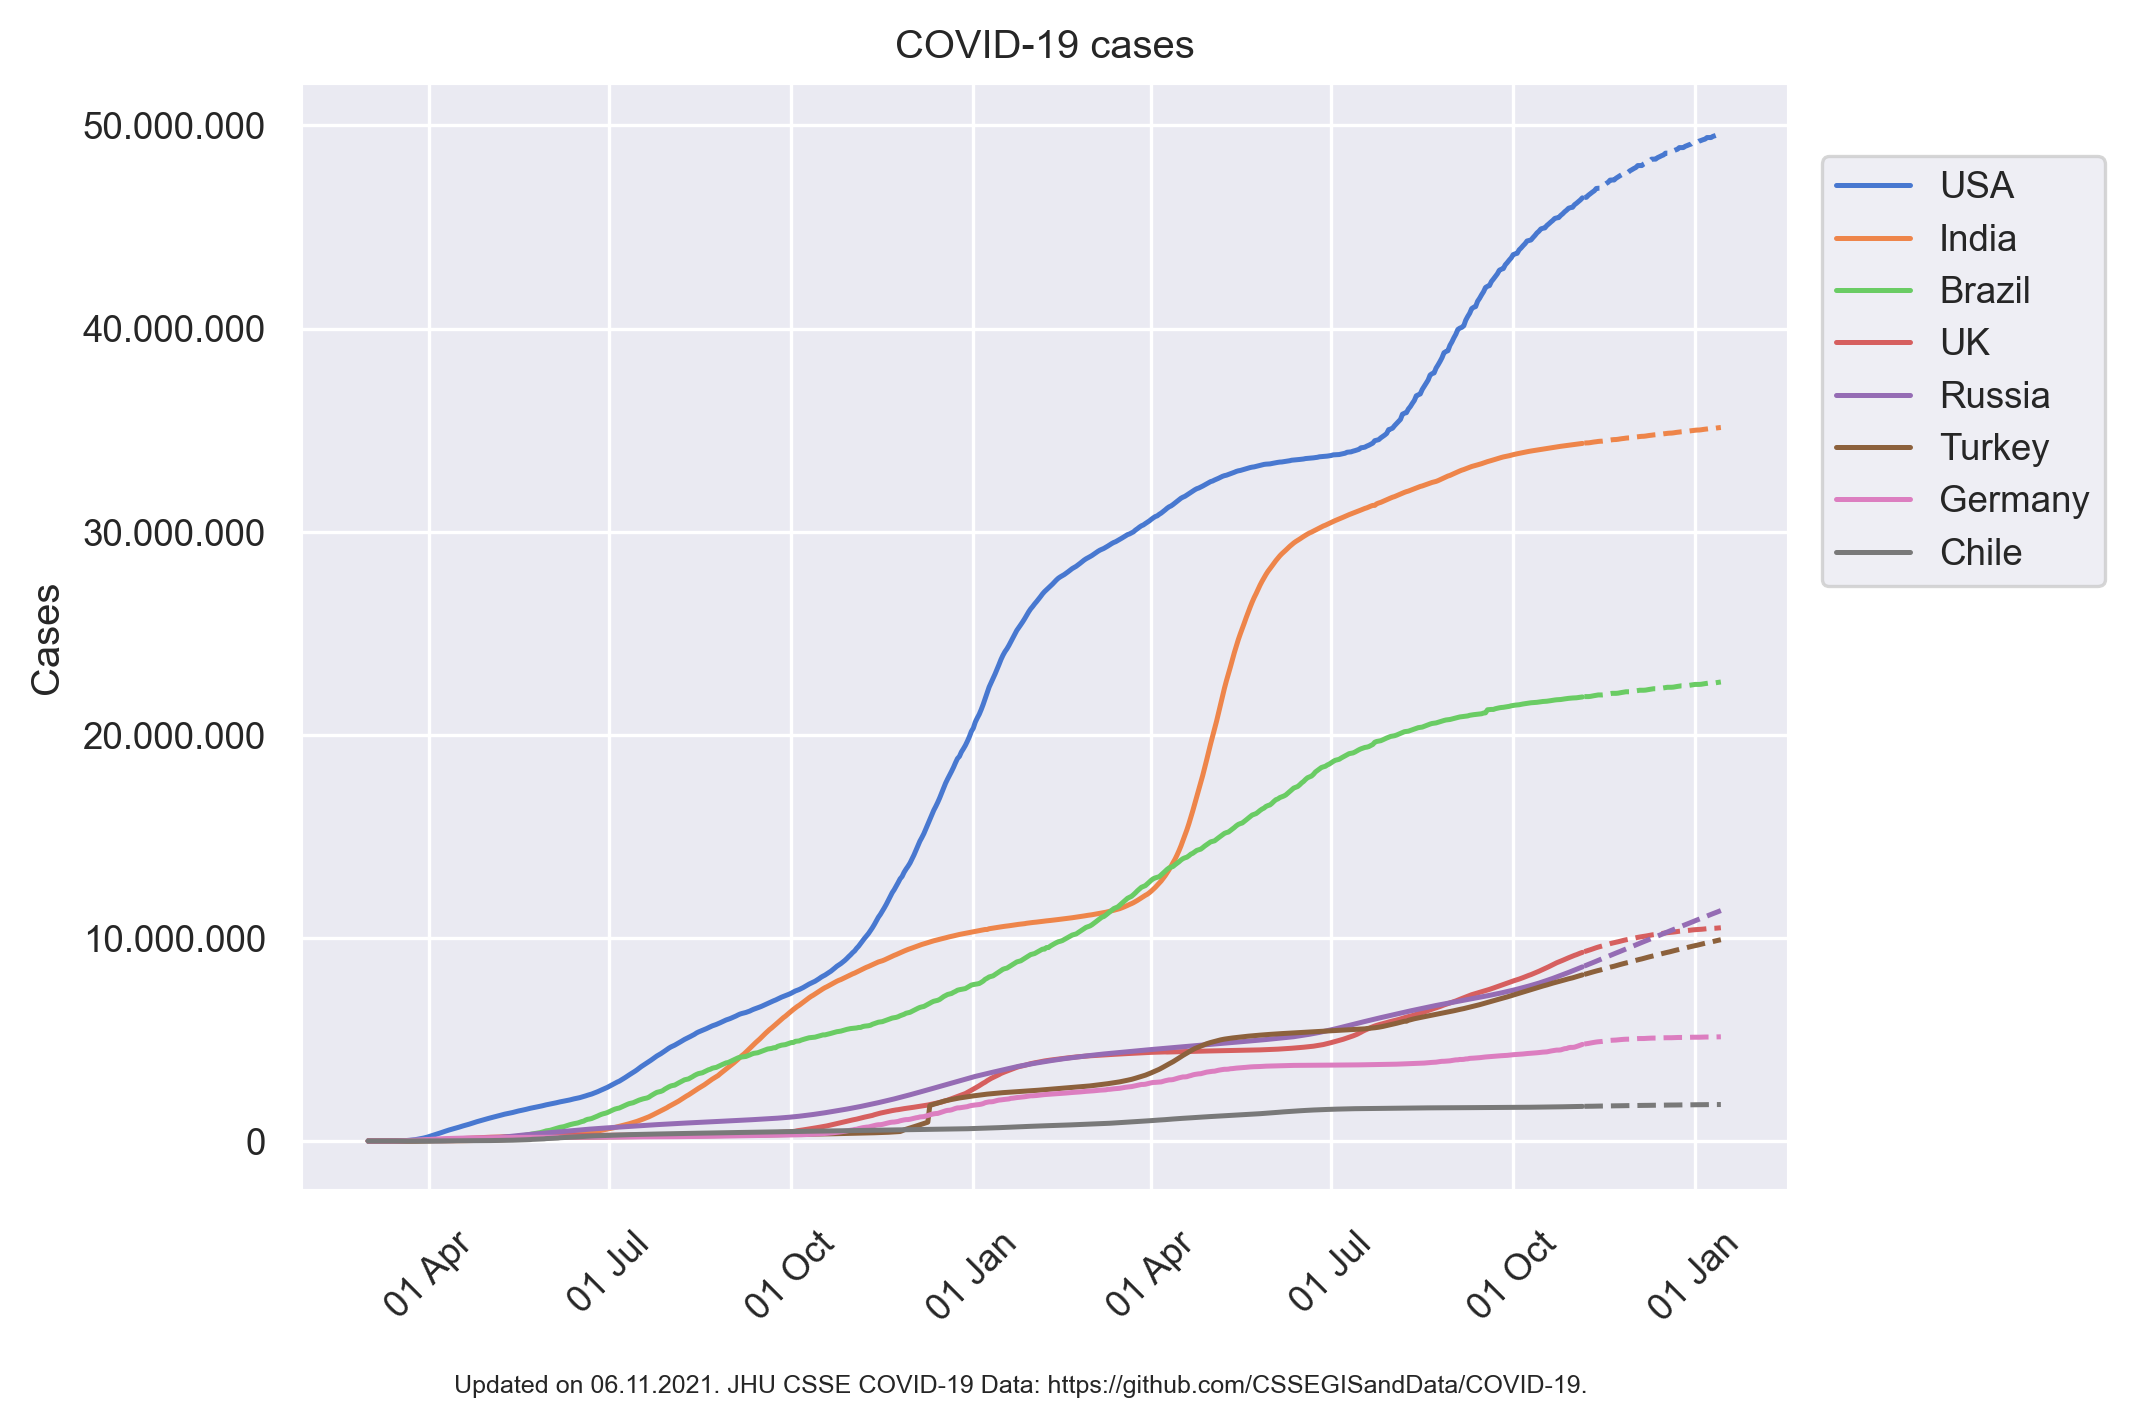 COVID-19 cases
50.000.000
40.000.000
30.000.000
20.000.000
10.000.000
0
Cases
01 Apr
01 Jul
01 Oct
01 Jan
01 Apr
01 Jul
01 Oct
01 Jan
USA
India
Brazil
UK
Russia
Turkey
Germany
Chile
Updated on 06.11.2021. JHU CSSE COVID-19 Data: https://github.com/CSSEGISandData/COVID-19.